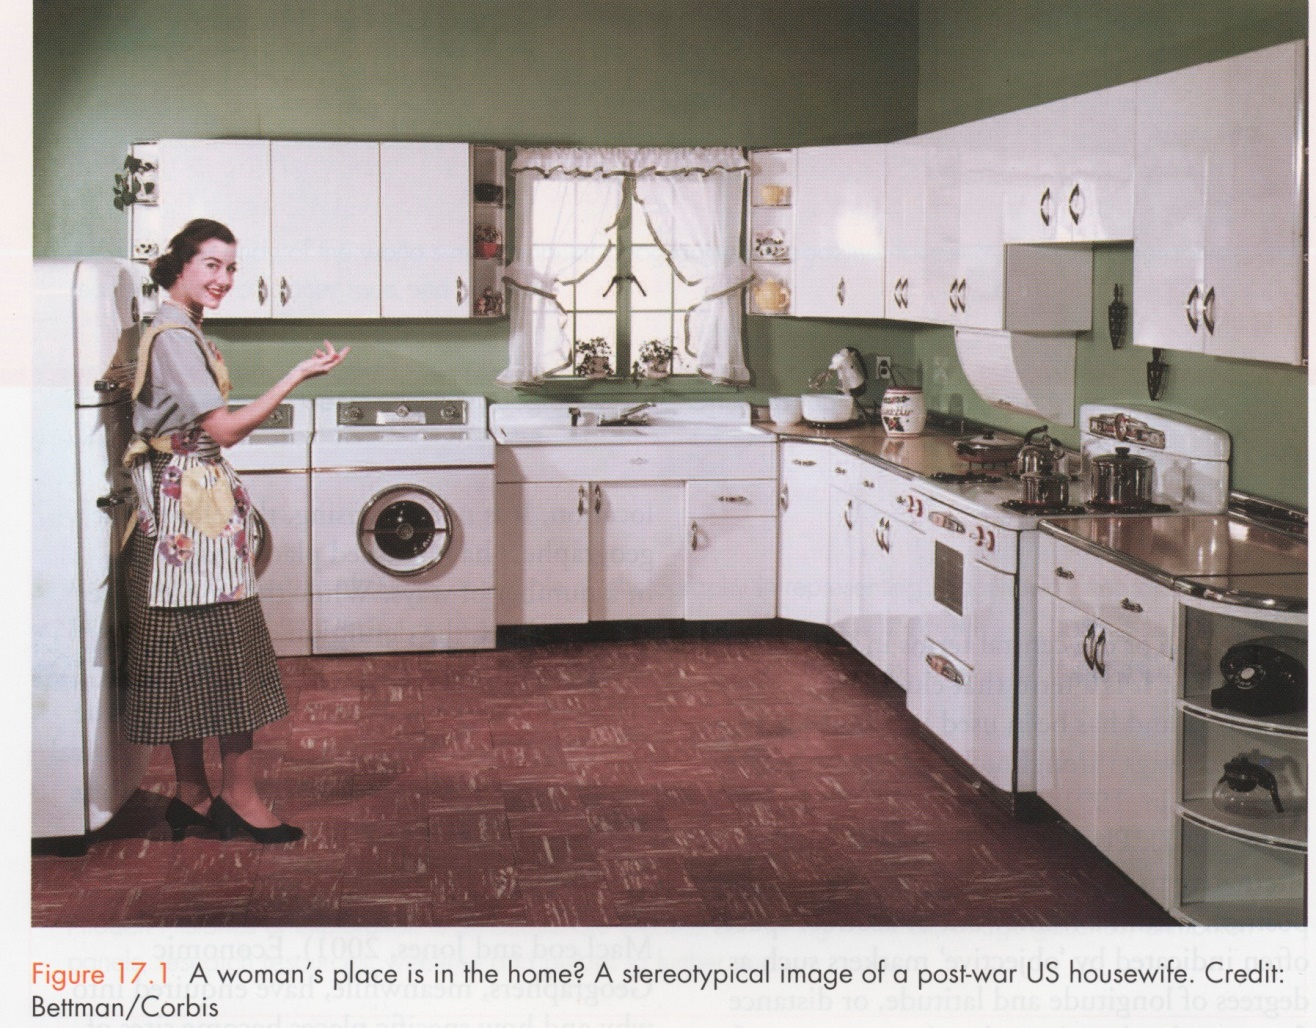 Figure 17.1 A woman's place is in the home? A stereotypical image of a post-war US housewife. Credit:
Bettman/Corbis